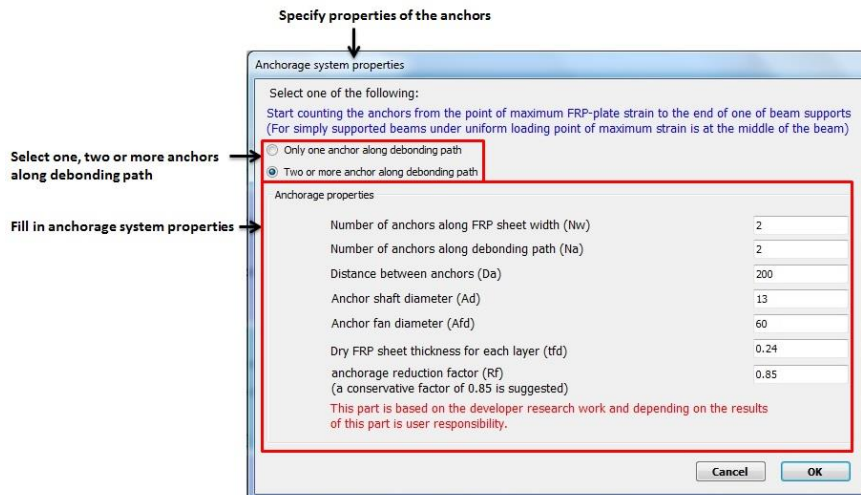 Specify properties of the anchors
Anchorage system properties
Select one of the following:
Start counting the anchors from the point of maximum FRP-plate strain to the end of one of beam supports
(For simply supported beams under uniform loading point of maximum strain is at the middle of the beam)
Select one, two or more anchors
along debonding path
Only one anchor along debonding path
Two or more anchor along debonding path
Fill in anchorage system properties
Anchorage properties
Number of anchors along FRP sheet width (Nw) 2
Number of anchors along debonding path (Na) 2
Distance between anchors (Da) 200
Anchor shaft diameter (Ad) 13
Anchor fan diameter (Afd) 60
Dry FRP sheet thickness for each layer (tfd) 0.24
anchorage reduction factor (Rf) 0.85
(a conservative factor of 0.85 is suggested)
This part is based on the developer research work and depending on the results
of this part is user responsibility.
Cancel OK